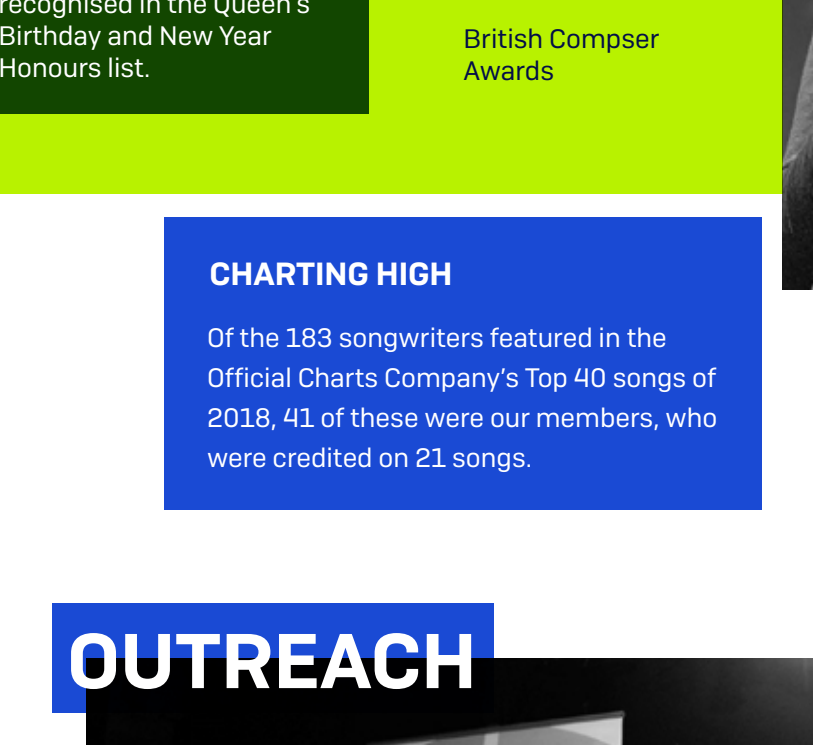 recognised in the Queen's
Birthday and New Year
Honours list.
British Compser
Awards
CHARTING HIGH
Of the 183 songwriters featured in the
Official Charts Company's Top 40 songs of
2018, 41 of these were our members, who
were credited on 21 songs.
OUTREACH